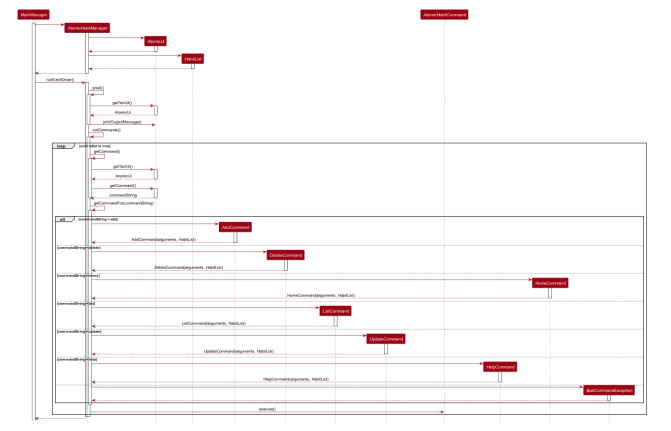 :MainManager
:AtomicHabitCommand
:AtomicHabitManager
:AtomicUi
:HabitList
runEventDriver()
greet()
getTextUi()
AtomicUi
printOutputMessage()
runCommands()
loop
[until isExit is true]
getCommand()
getTextUi()
AtomicUi
getCommand()
commandString
getCommandFor(commandString)
alt
[commandString = add]
:AddCommand
AddCommand(arguments, HabitList)
[commandString = delete]
:DeleteCommand
DeleteCommand(arguments, HabitList)
[commandString = home]
:HomeCommand
HomeCommand(arguments, HabitList)
[commandString = list]
:ListCommand
ListCommand(arguments, HabitList)
[commandString = update]
:UpdateCommand
UpdateCommand(arguments, HabitList)
[commandString = help]
:HelpCommand
HelpCommand(arguments, HabitList)
:BadCommandException
execute()